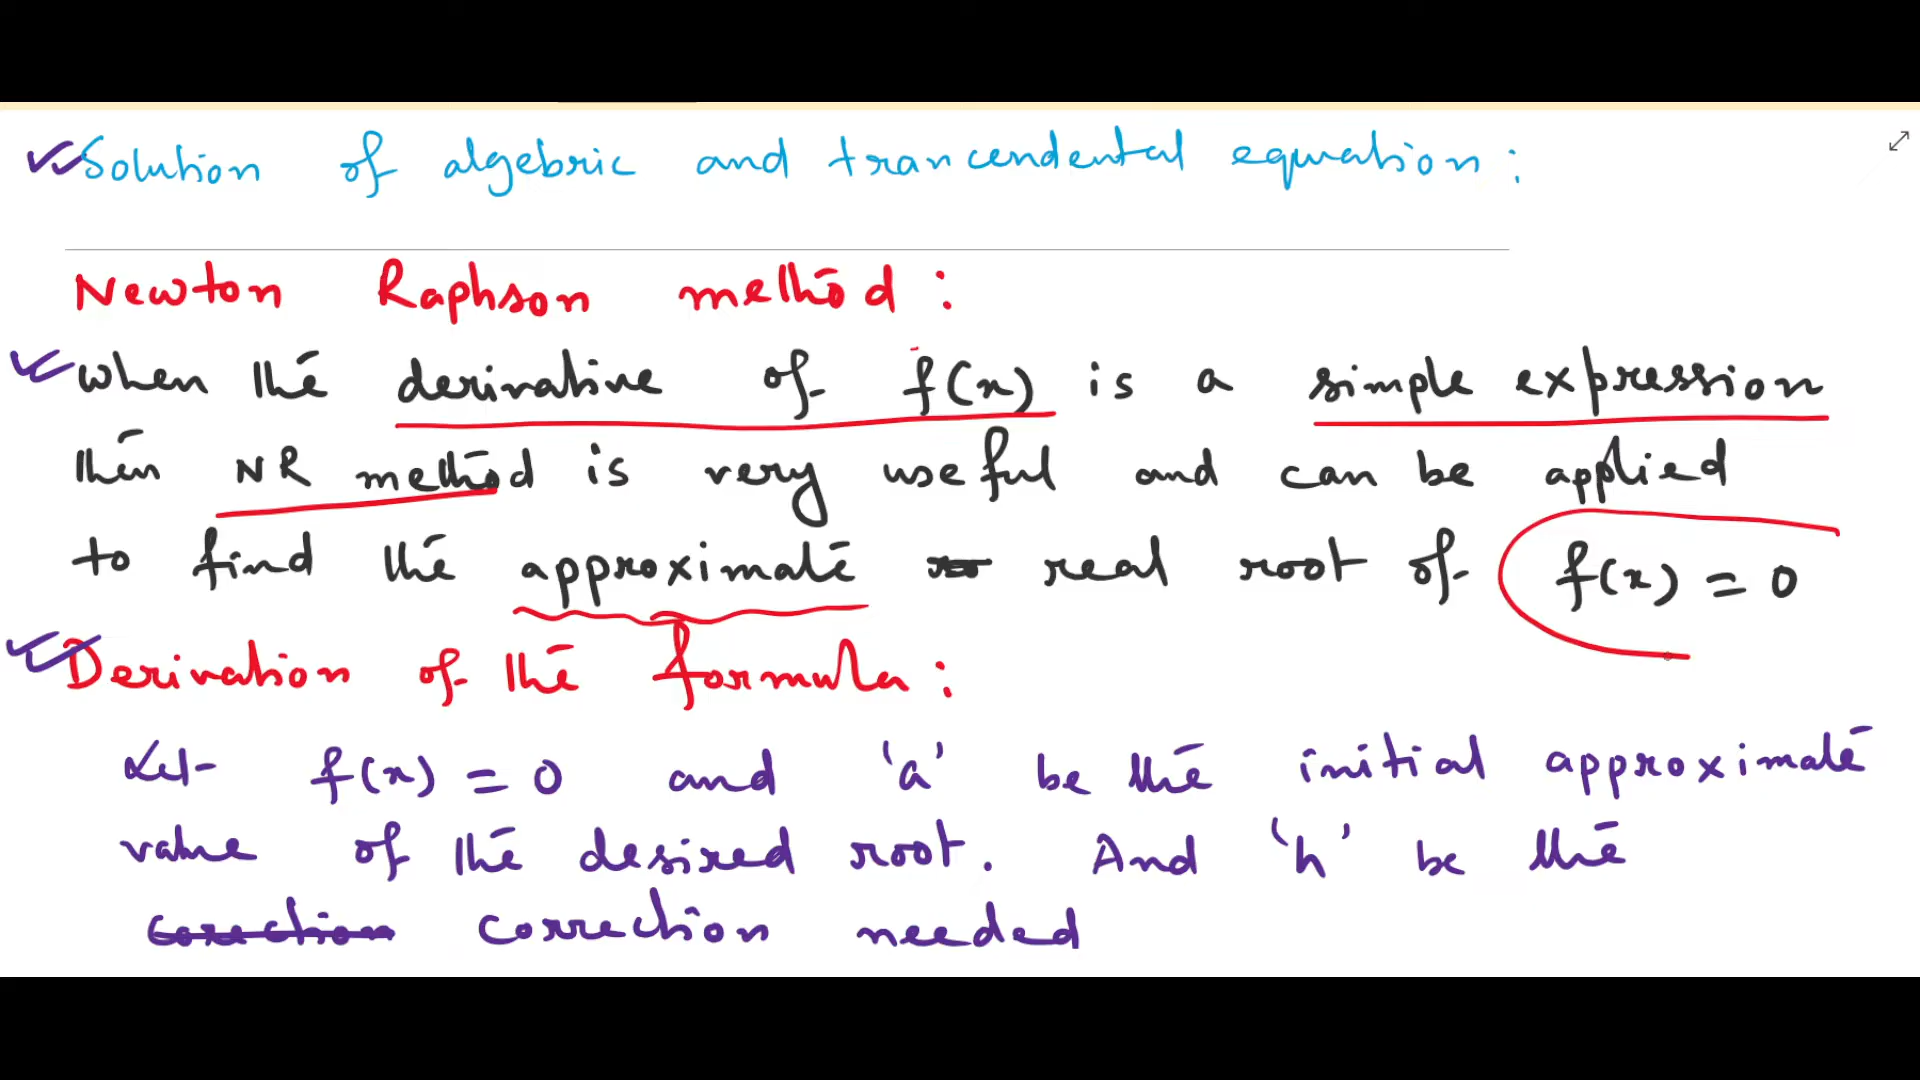 Solution of algebric and trancendental equation:
Newton Raphson method:
When the derivative of f(x) is a simple expression
then NR method is very useful and can be applied
to find the approximate real root of f(x) = 0
Derivation of the formula:
Let f(x) = 0 and 'a' be the initial approximate
value of the desired root. And 'h' be the
corection correction needed